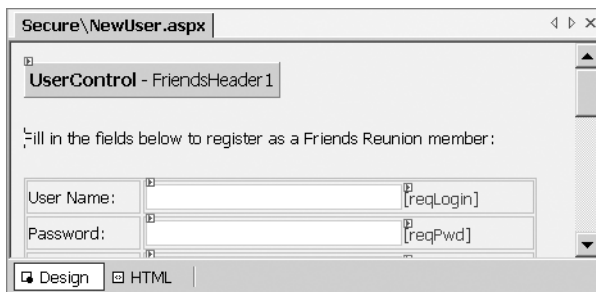 Secure\NewUser.aspx
UserControl - FriendsHeader1
Fill in the fields below to register as a Friends Reunion member:
User Name: [reqLogin]
Password: [reqPwd]
Design HTML